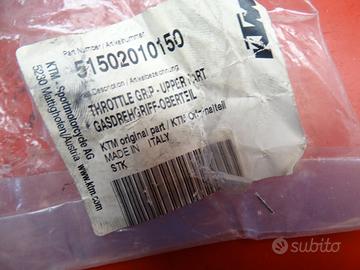 Part Number / Artikelnummer
51502010150
Description / Artikelbezeichnung
THROTTLE GRIP - UPPER PART
GASDREHGRIFF-OBERTEIL
KTM original part / KTM Originalteil
MADE IN ITALY
STK
KTM - Sportmotorcycle AG
5230 Mattighofen/Austria
www.ktm.com
KTM
subito